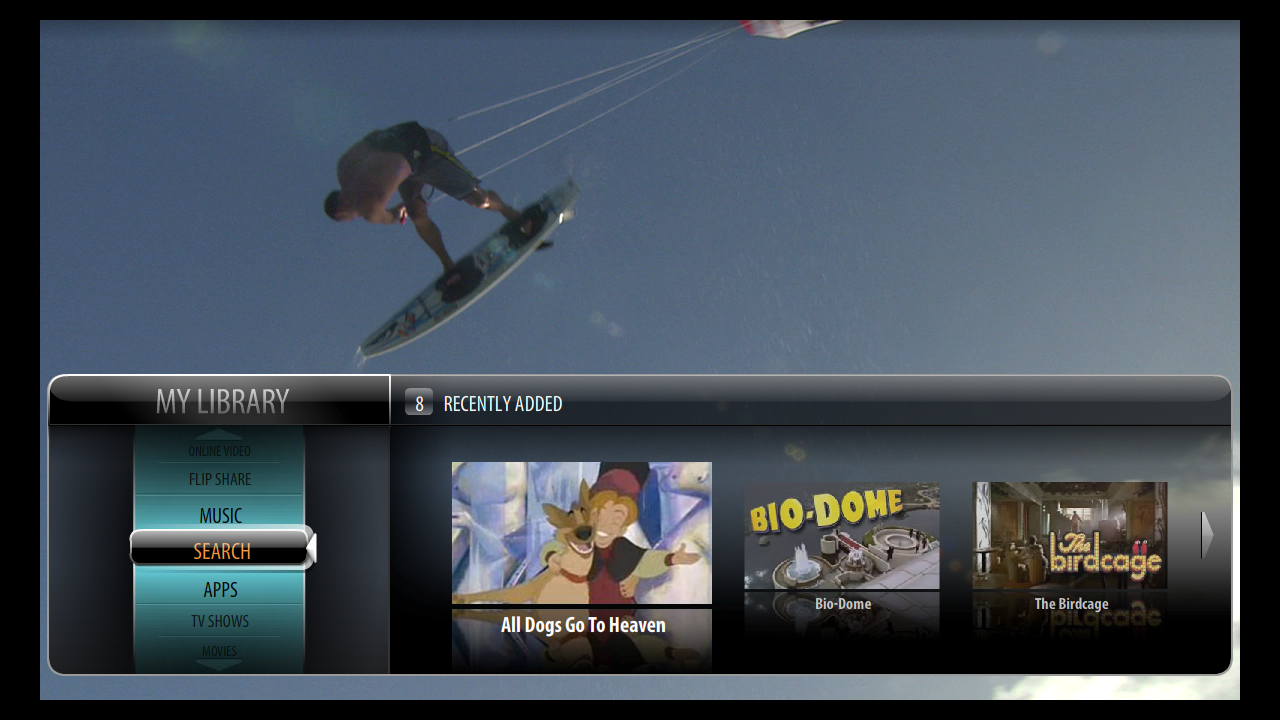 MY LIBRARY
8 RECENTLY ADDED
ONLINE VIDEO
FLIP SHARE
MUSIC
SEARCH
APPS
TV SHOWS
MOVIES
BIO-DOME
The
birdcage
All Dogs Go To Heaven
Bio-Dome
The Birdcage